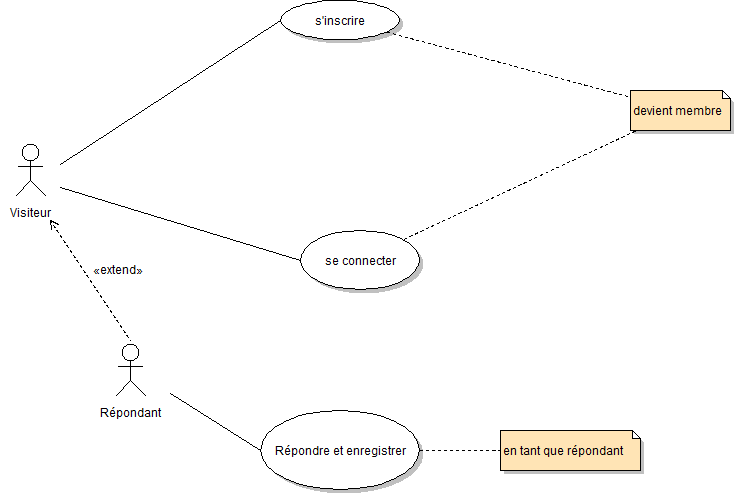 s'inscrire
devient membre
Visiteur
se connecter
«extend»
Répondant
Répondre et enregistrer
en tant que répondant